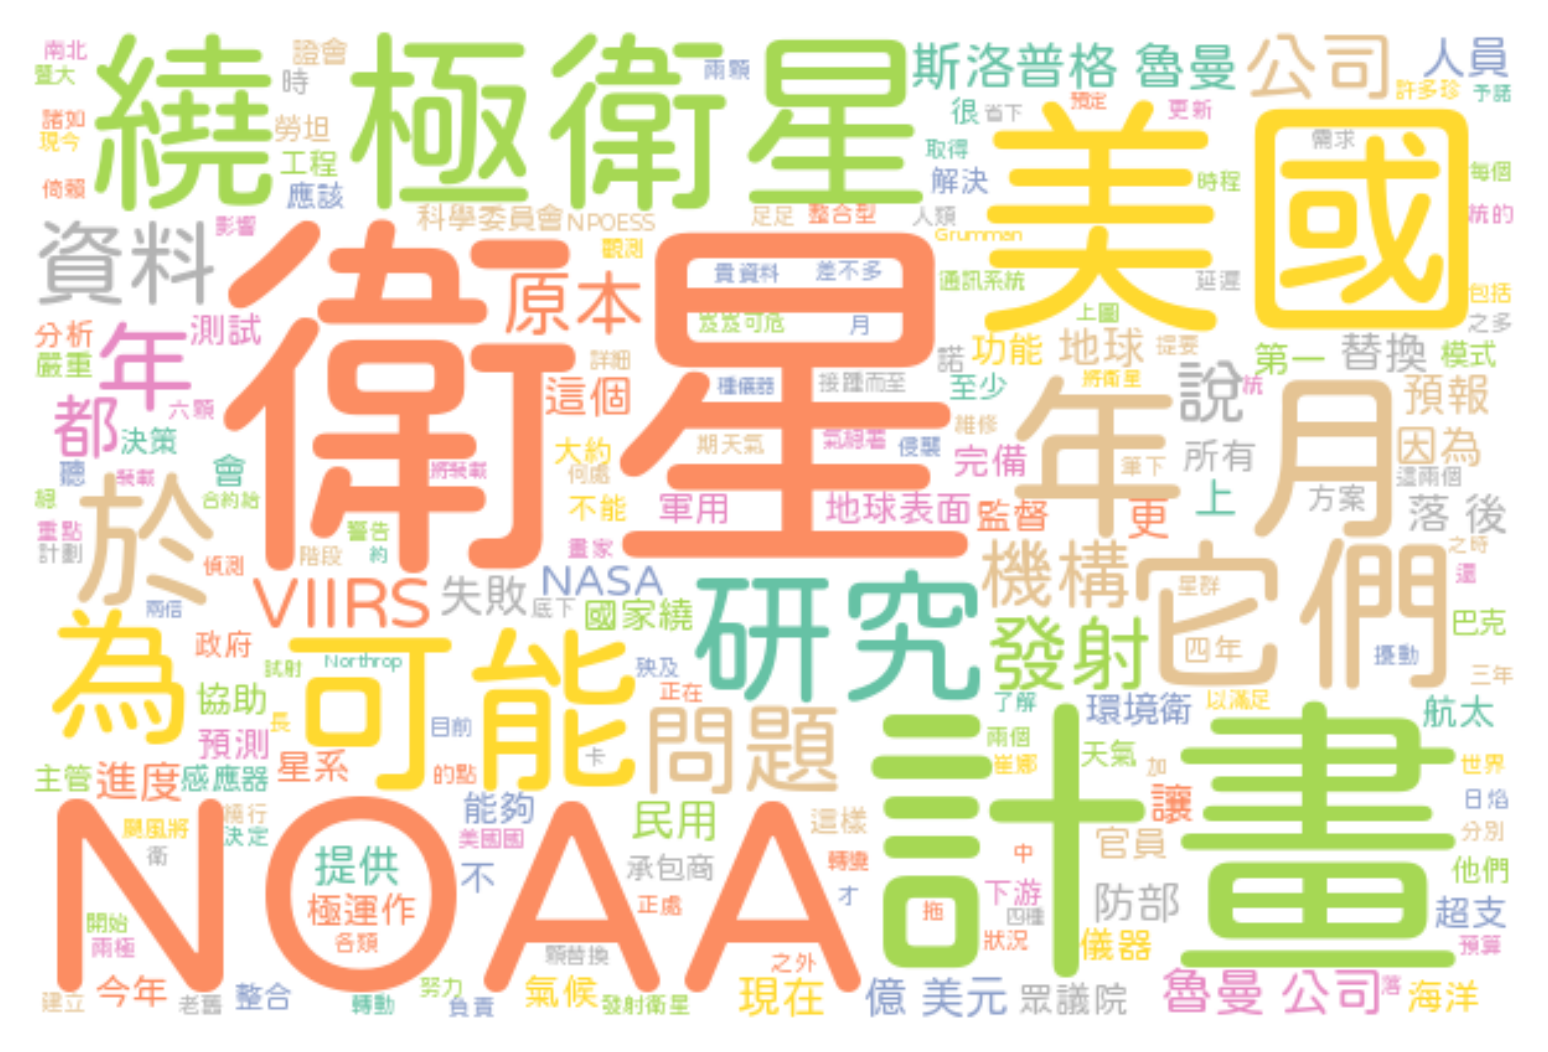 南北
暨大
諸如
現今
倚賴
繞極衛星
證會
時
勞坦
工程
應該
兩顆
斯洛普格 魯曼
公司
人員
許多珍
予諾
很
省下
預定
更新
取得
解決
時程
美國
需求
每個
杭的
科學委員會
NPOESS
足足
整合型
人類
Grumman
影響
資料
觀測
通訊系統
延遲
包括
之多
分析
嚴重
年
測試
衛星
原本
貴資料
差不多
岌岌可危
月
詳細
這個
種儀器
接踵而至
諾
功能
地球
上圖
提要
至少
將衛星
第一
替換
模式
說
杭
預報
因為
都
六顆
決策
聽
裝載
會
合約給
總
重點
計劃
於
偵測
將裝載
警告
約
階段
大約
何處
不能
畫家
期天氣
氣總署
侵襲
軍用
地球表面
維修
完備
監督
年月
筆下
更
所有
上
方案
這兩個
落 後
之時
還
兩倍
VIIRS
失敗
底下
NASA
國家繞
研究
機構
發射
它們
星群
四年
巴克
擾動
三年
為
政府
試射
可能
Northrop
協助
長
預測
目前
殃及
正在
問題
卡
了解
環境衛
以滿足
航太
主管
進度
感應器
星系
的點
兩個
崔娜
天氣
加
計畫
世界
讓
日焰
分別
NOAA
颶風將
衛
繞行
決定
能夠
美國國
不
民用
承包商
這樣
轉變
才
官員
中
他們
提供
極運作
各類
開始
兩極
正處
拖
下游
四種
狀況
防部
儀器
超支
預算
顆替換
之外
建立
今年
老舊
整合
轉動
努力
負責
氣候
發射衛星
現在
億 美元
眾議院
魯曼 公司
落
海洋